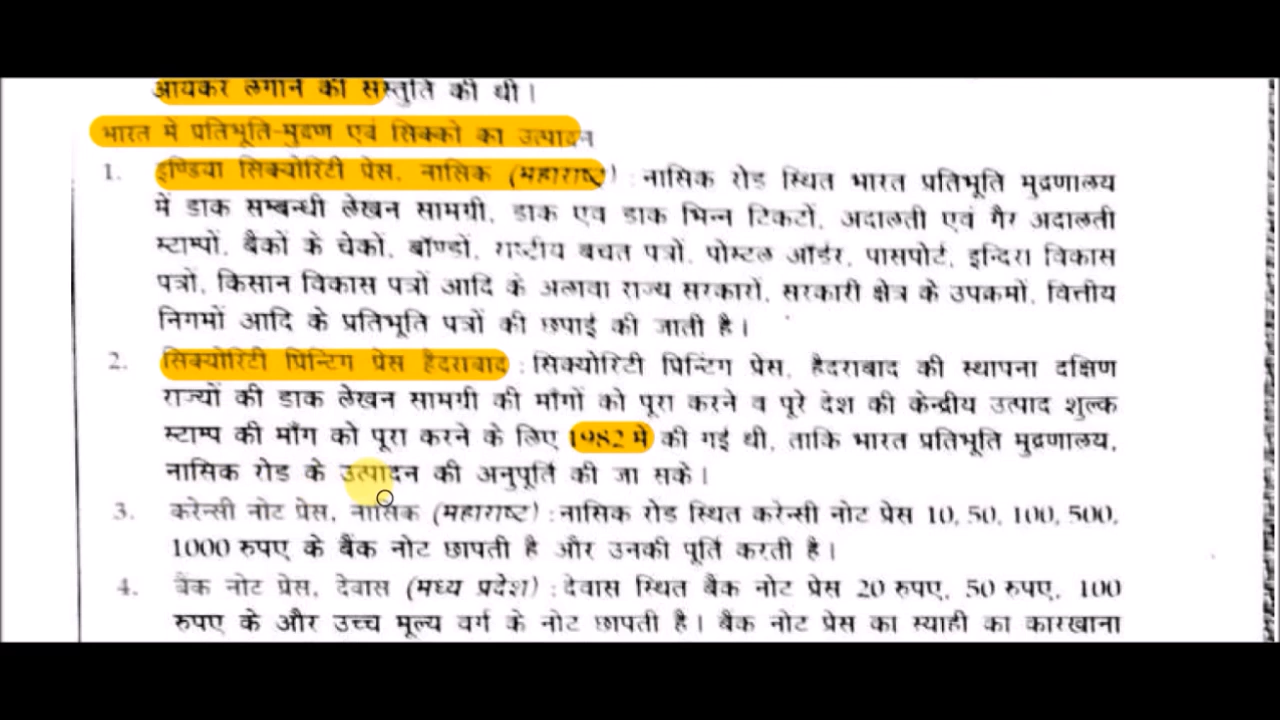 आयकर लगाने की संस्तुति की थी।
भारत में प्रतिभूति-मुद्रण एवं सिक्कों का उत्पादन
1. इण्डिया सिक्योरिटी प्रेस, नासिक (महाराष्ट्र) : नासिक रोड स्थित भारत प्रतिभूति मुद्रणालय
में डाक सम्बन्धी लेखन सामग्री, डाक एवं डाक भिन्न टिकटों, अदालती एवं गैर अदालती
स्टाम्पों, बैंकों के चेकों, बॉण्डों, राष्ट्रीय बचत पत्रों, पोस्टल ऑर्डर, पासपोर्ट, इन्दिरा विकास
पत्रों, किसान विकास पत्रों आदि के अलावा राज्य सरकारों, सरकारी क्षेत्र के उपक्रमों, वित्तीय
निगमों आदि के प्रतिभूति पत्रों की छपाई की जाती है।
2. सिक्योरिटी प्रिन्टिंग प्रेस हैदराबाद : सिक्योरिटी प्रिन्टिंग प्रेस, हैदराबाद की स्थापना दक्षिण
राज्यों की डाक लेखन सामग्री की माँगों को पूरा करने व पूरे देश की केन्द्रीय उत्पाद शुल्क
स्टाम्प की माँग को पूरा करने के लिए 1982 में की गई थी, ताकि भारत प्रतिभूति मुद्रणालय,
नासिक रोड के उत्पादन की अनुपूर्ति की जा सके।
3. करेन्सी नोट प्रेस, नासिक (महाराष्ट्र) : नासिक रोड स्थित करेन्सी नोट प्रेस 10, 50, 100, 500,
1000 रुपए के बैंक नोट छापती है और उनकी पूर्ति करती है।
4. बैंक नोट प्रेस, देवास (मध्य प्रदेश) : देवास स्थित बैंक नोट प्रेस 20 रुपए, 50 रुपए, 100
रुपए के और उच्च मूल्य वर्ग के नोट छापती है। बैंक नोट प्रेस का स्याही का कारखाना